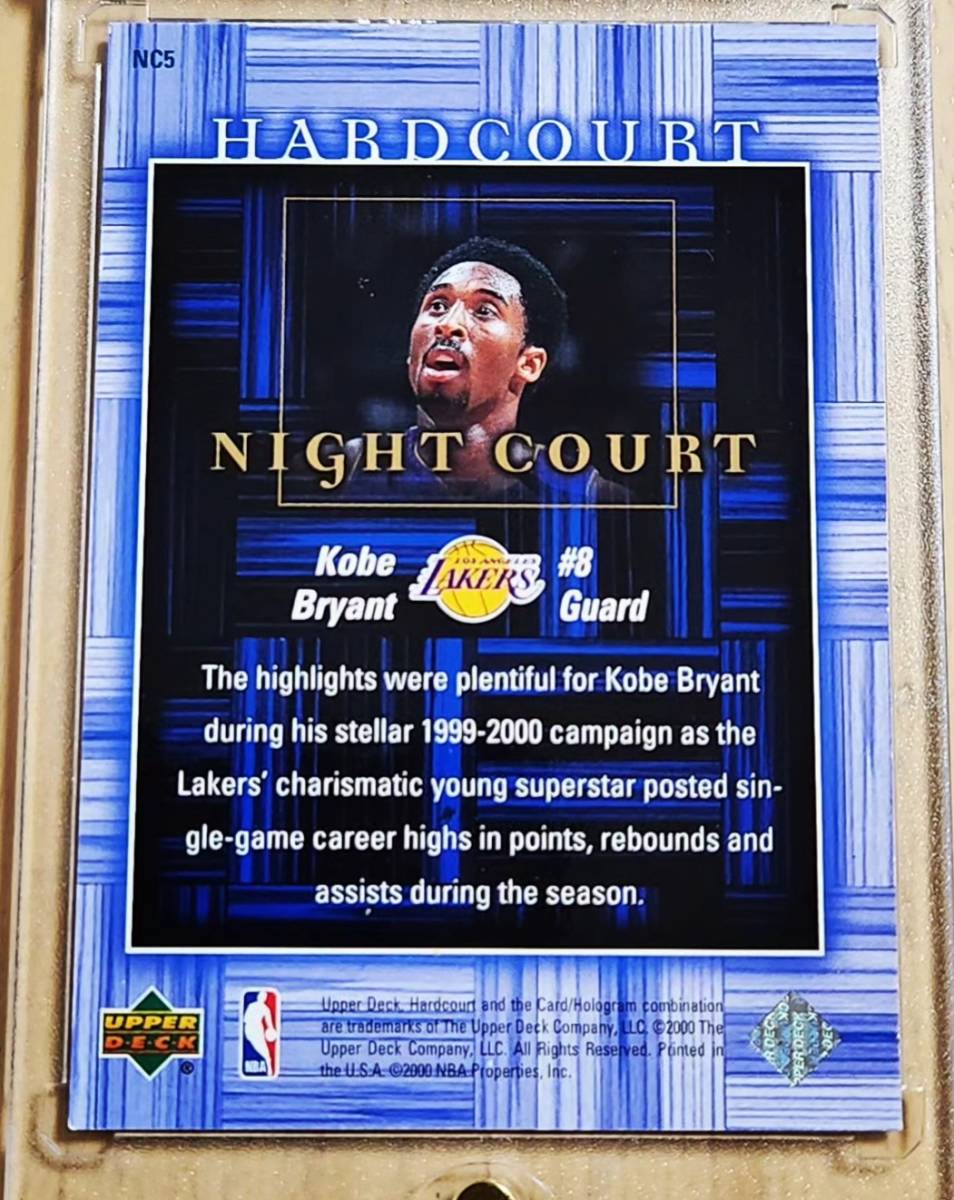 NC5
HARDCOURT
NIGHT COURT
Kobe
Bryant
LOS ANGELES
LAKERS
#8
Guard
The highlights were plentiful for Kobe Bryant
during his stellar 1999-2000 campaign as the
Lakers' charismatic young superstar posted sin-
gle-game career highs in points, rebounds and
assists during the season.
UPPER
D·E·C·K
®
NBA
Upper Deck, Hardcourt and the Card/Hologram combination
are trademarks of The Upper Deck Company, LLC. ©2000 The
Upper Deck Company, LLC. All Rights Reserved. Printed in
the U.S.A. ©2000 NBA Properties, Inc.